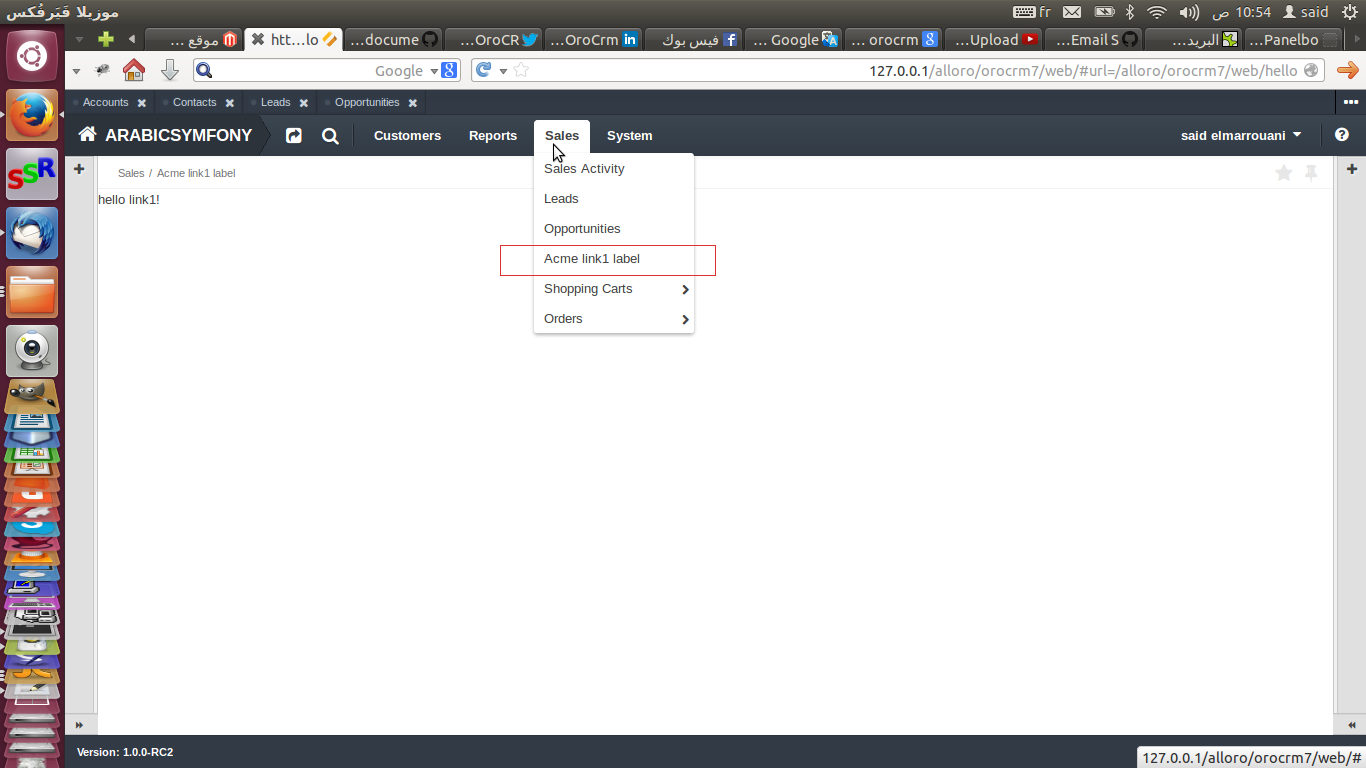 موزيلا فَيَرفُكس
fr
10:54 ص
said
موقع ...
htt...lo
...docume
...OroCR
...OroCrm
فيس بوك
... Google
... orocrm
...Upload
...Email S
البريد...
...Panelbo
Google
127.0.0.1/alloro/orocrm7/web/#url=/alloro/orocrm7/web/hello
Accounts
Contacts
Leads
Opportunities
ARABICSYMFONY
Customers
Reports
Sales
System
said elmarrouani
Sales / Acme link1 label
hello link1!
Sales Activity
Leads
Opportunities
Acme link1 label
Shopping Carts
Orders
SSR
Version: 1.0.0-RC2
127.0.0.1/alloro/orocrm7/web/#